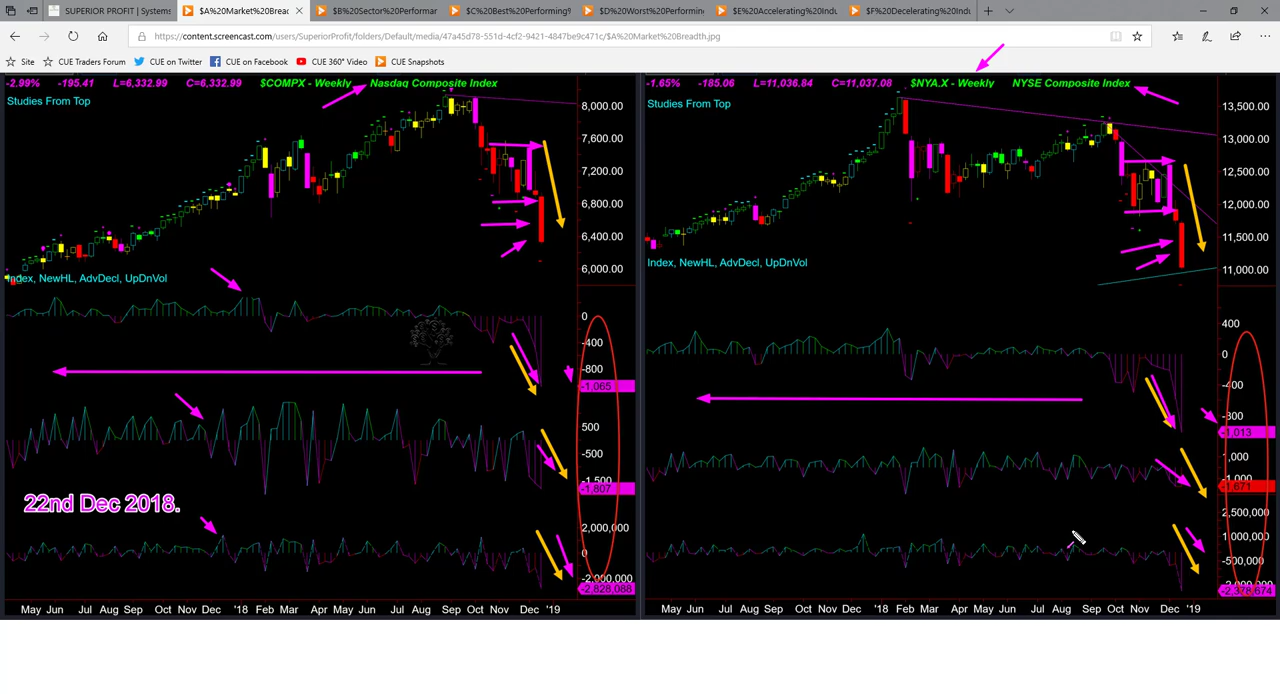 SUPERIOR PROFIT | Systems
$A%20Market%20Breac
$B%20Sector%20Performar
$C%20Best%20Performing%
$D%20Worst%20Performing
$E%20Accelerating%20Indu
$F%20Decelerating%20Indu
https://content.screencast.com/users/SuperiorProfit/folders/Default/media/47a45d78-551d-4cf2-9421-4847be9c471c/$A%20Market%20Breadth.jpg
Site
CUE Traders Forum
CUE on Twitter
CUE on Facebook
CUE 360° Video
CUE Snapshots
-2.99% -195.41 L=6,332.99 C=6,332.99 $COMPX - Weekly Nasdaq Composite Index
Studies From Top
8,000.00
7,600.00
7,200.00
6,800.00
6,400.00
6,000.00
Index, NewHL, AdvDecl, UpDnVol
0
-400
-800
-1,065
500
-500
-1,500
-1,807
22nd Dec 2018.
2,000,000
0
-2,000,000
-2,828,088
May Jun Jul Aug Sep Oct Nov Dec '18 Feb Mar Apr May Jun Jul Aug Sep Oct Nov Dec '19
-1.65% -185.06 L=11,036.84 C=11,037.08 $NYA.X - Weekly NYSE Composite Index
Studies From Top
13,500.00
13,000.00
12,500.00
12,000.00
11,500.00
11,000.00
Index, NewHL, AdvDecl, UpDnVol
400
0
-400
-800
-1,013
1,000
-1,000
-1,671
2,500,000
1000,000
-500,000
-2,378,674
May Jun Jul Aug Sep Oct Nov Dec '18 Feb Mar Apr May Jun Jul Aug Sep Oct Nov Dec '19